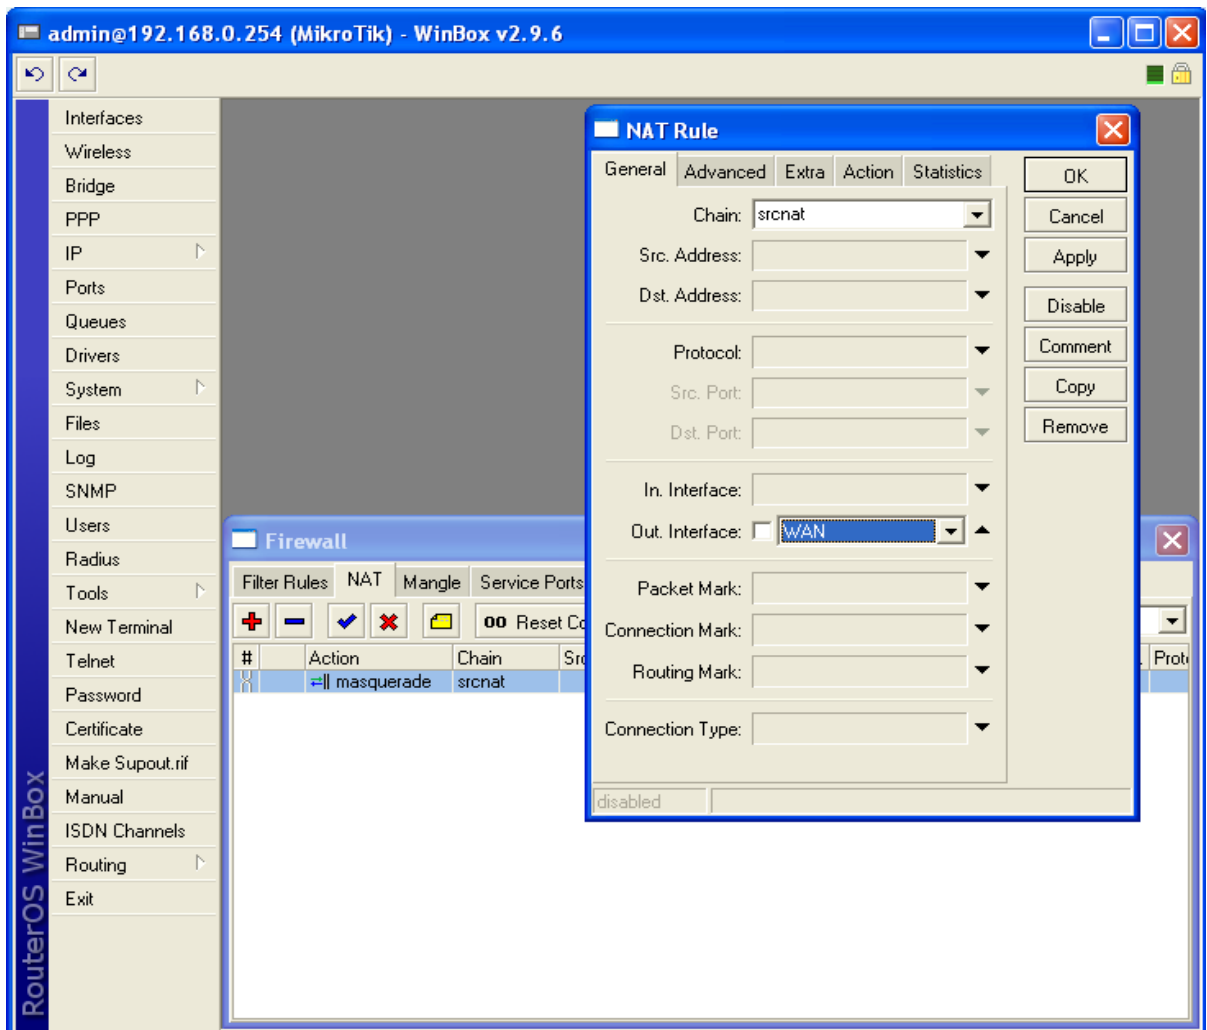 admin@192.168.0.254 (MikroTik) - WinBox v2.9.6
Interfaces
Wireless
Bridge
PPP
IP
Ports
Queues
Drivers
System
Files
Log
SNMP
Users
Radius
Tools
New Terminal
Telnet
Password
Certificate
Make Supout.rif
Manual
ISDN Channels
Routing
Exit
RouterOS WinBox
NAT Rule
General Advanced Extra Action Statistics
Chain: srcnat
Src. Address:
Dst. Address:
Protocol:
Src. Port:
Dst. Port:
In. Interface:
Out. Interface: WAN
Packet Mark:
Connection Mark:
Routing Mark:
Connection Type:
disabled
OK
Cancel
Apply
Disable
Comment
Copy
Remove
Firewall
Filter Rules NAT Mangle Service Ports
00 Reset Co
# Action Chain Src
masquerade srcnat